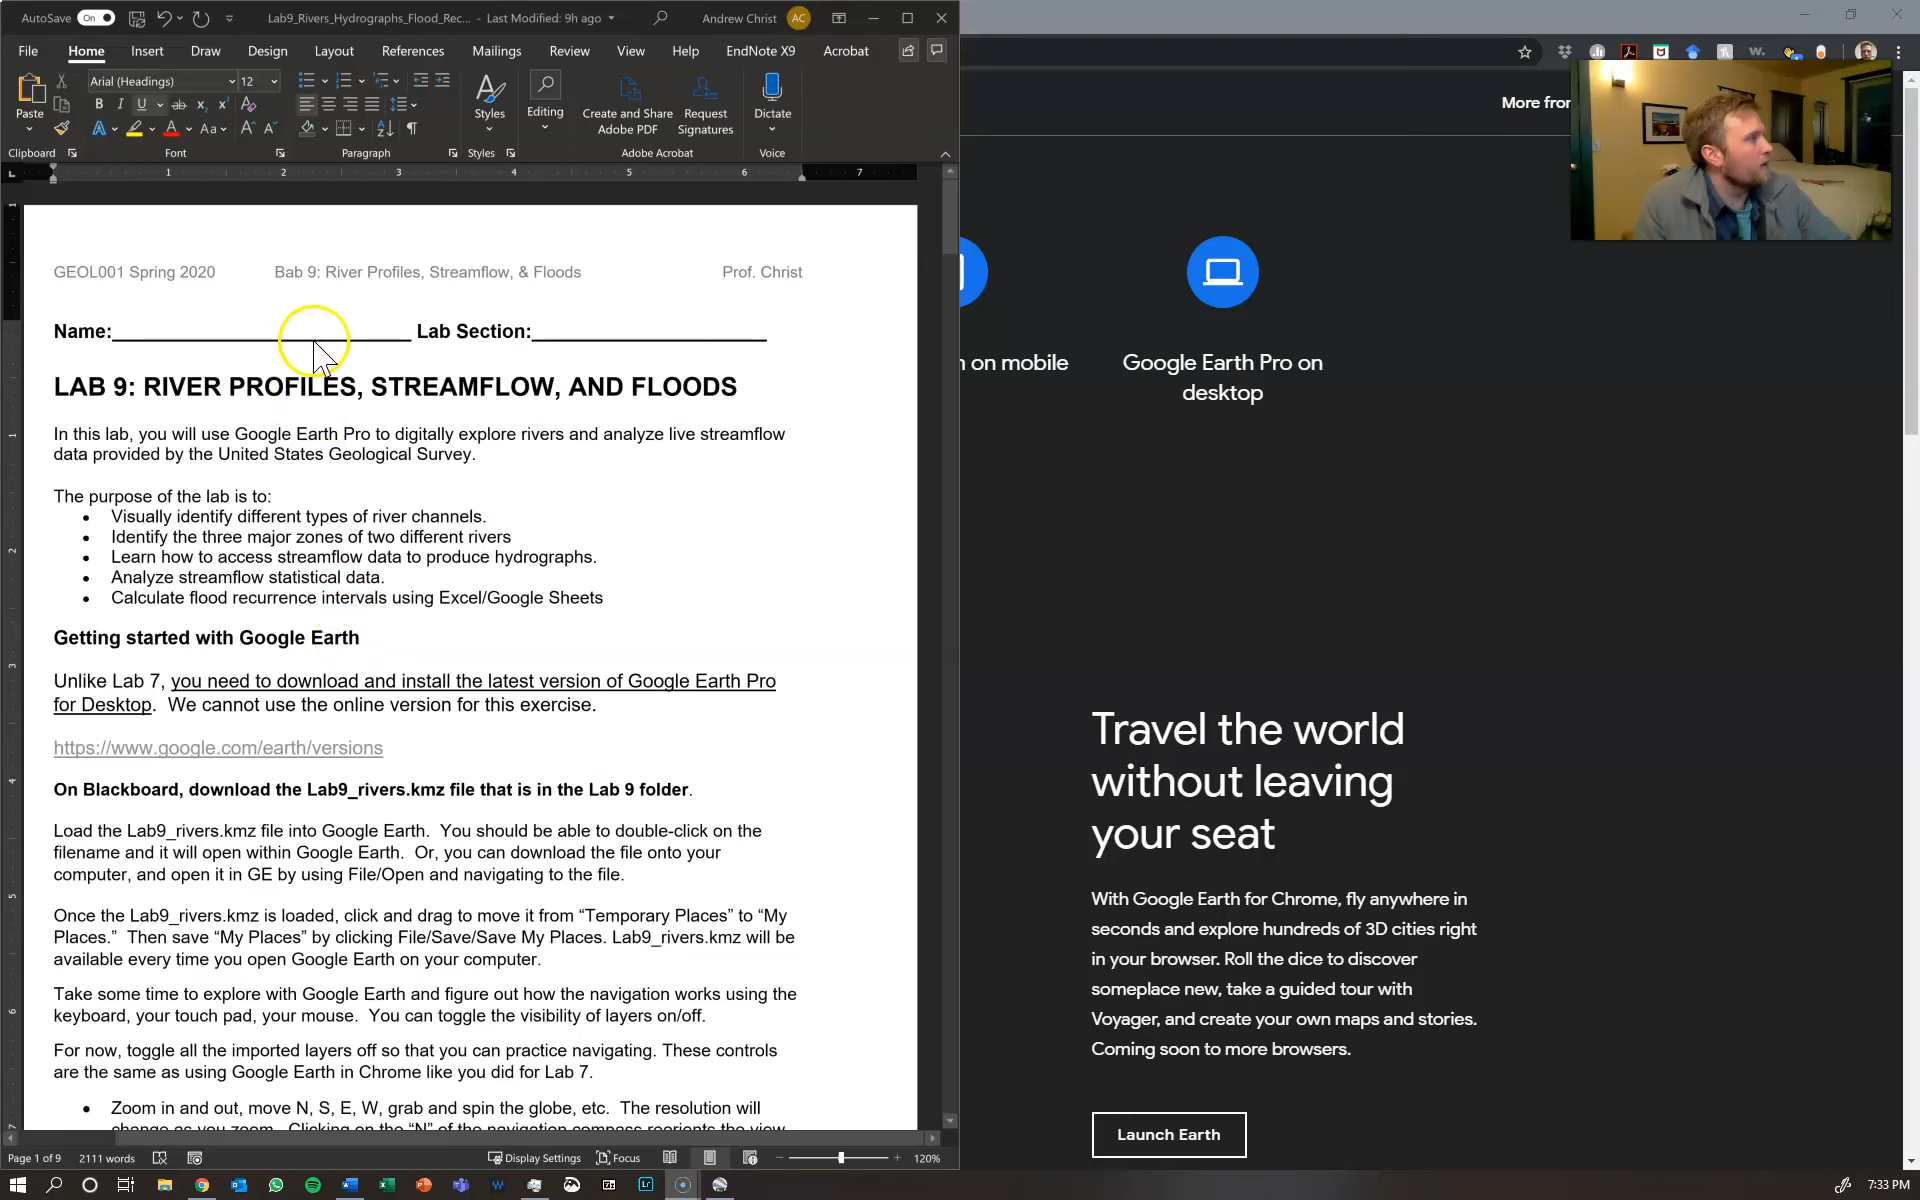 AutoSave On
Lab9_Rivers_Hydrographs_Flood_Rec... - Last Modified: 9h ago
Andrew Christ AC
File Home Insert Draw Design Layout References Mailings Review View Help EndNote X9 Acrobat
Arial (Headings) 12
Paste
Styles
Editing
Create and Share
Adobe PDF
Request
Signatures
Dictate
Clipboard Font Paragraph Styles Adobe Acrobat Voice
1 2 3 4 5 6 7
GEOL001 Spring 2020 Bab 9: River Profiles, Streamflow, & Floods Prof. Christ
Name: Lab Section:
LAB 9: RIVER PROFILES, STREAMFLOW, AND FLOODS
In this lab, you will use Google Earth Pro to digitally explore rivers and analyze live streamflow
data provided by the United States Geological Survey.
The purpose of the lab is to:
• Visually identify different types of river channels.
• Identify the three major zones of two different rivers
• Learn how to access streamflow data to produce hydrographs.
• Analyze streamflow statistical data.
• Calculate flood recurrence intervals using Excel/Google Sheets
Getting started with Google Earth
Unlike Lab 7, you need to download and install the latest version of Google Earth Pro
for Desktop. We cannot use the online version for this exercise.
https://www.google.com/earth/versions
On Blackboard, download the Lab9_rivers.kmz file that is in the Lab 9 folder.
Load the Lab9_rivers.kmz file into Google Earth. You should be able to double-click on the
filename and it will open within Google Earth. Or, you can download the file onto your
computer, and open it in GE by using File/Open and navigating to the file.
Once the Lab9_rivers.kmz is loaded, click and drag to move it from “Temporary Places” to “My
Places.” Then save “My Places” by clicking File/Save/Save My Places. Lab9_rivers.kmz will be
available every time you open Google Earth on your computer.
Take some time to explore with Google Earth and figure out how the navigation works using the
keyboard, your touch pad, your mouse. You can toggle the visibility of layers on/off.
For now, toggle all the imported layers off so that you can practice navigating. These controls
are the same as using Google Earth in Chrome like you did for Lab 7.
• Zoom in and out, move N, S, E, W, grab and spin the globe, etc. The resolution will
change as you zoom. Clicking on the “N” of the navigation compass reorients the view
Page 1 of 9 2111 words Display Settings Focus 120%
More from
on mobile
Google Earth Pro on
desktop
Travel the world
without leaving
your seat
With Google Earth for Chrome, fly anywhere in
seconds and explore hundreds of 3D cities right
in your browser. Roll the dice to discover
someplace new, take a guided tour with
Voyager, and create your own maps and stories.
Coming soon to more browsers.
Launch Earth
7:33 PM